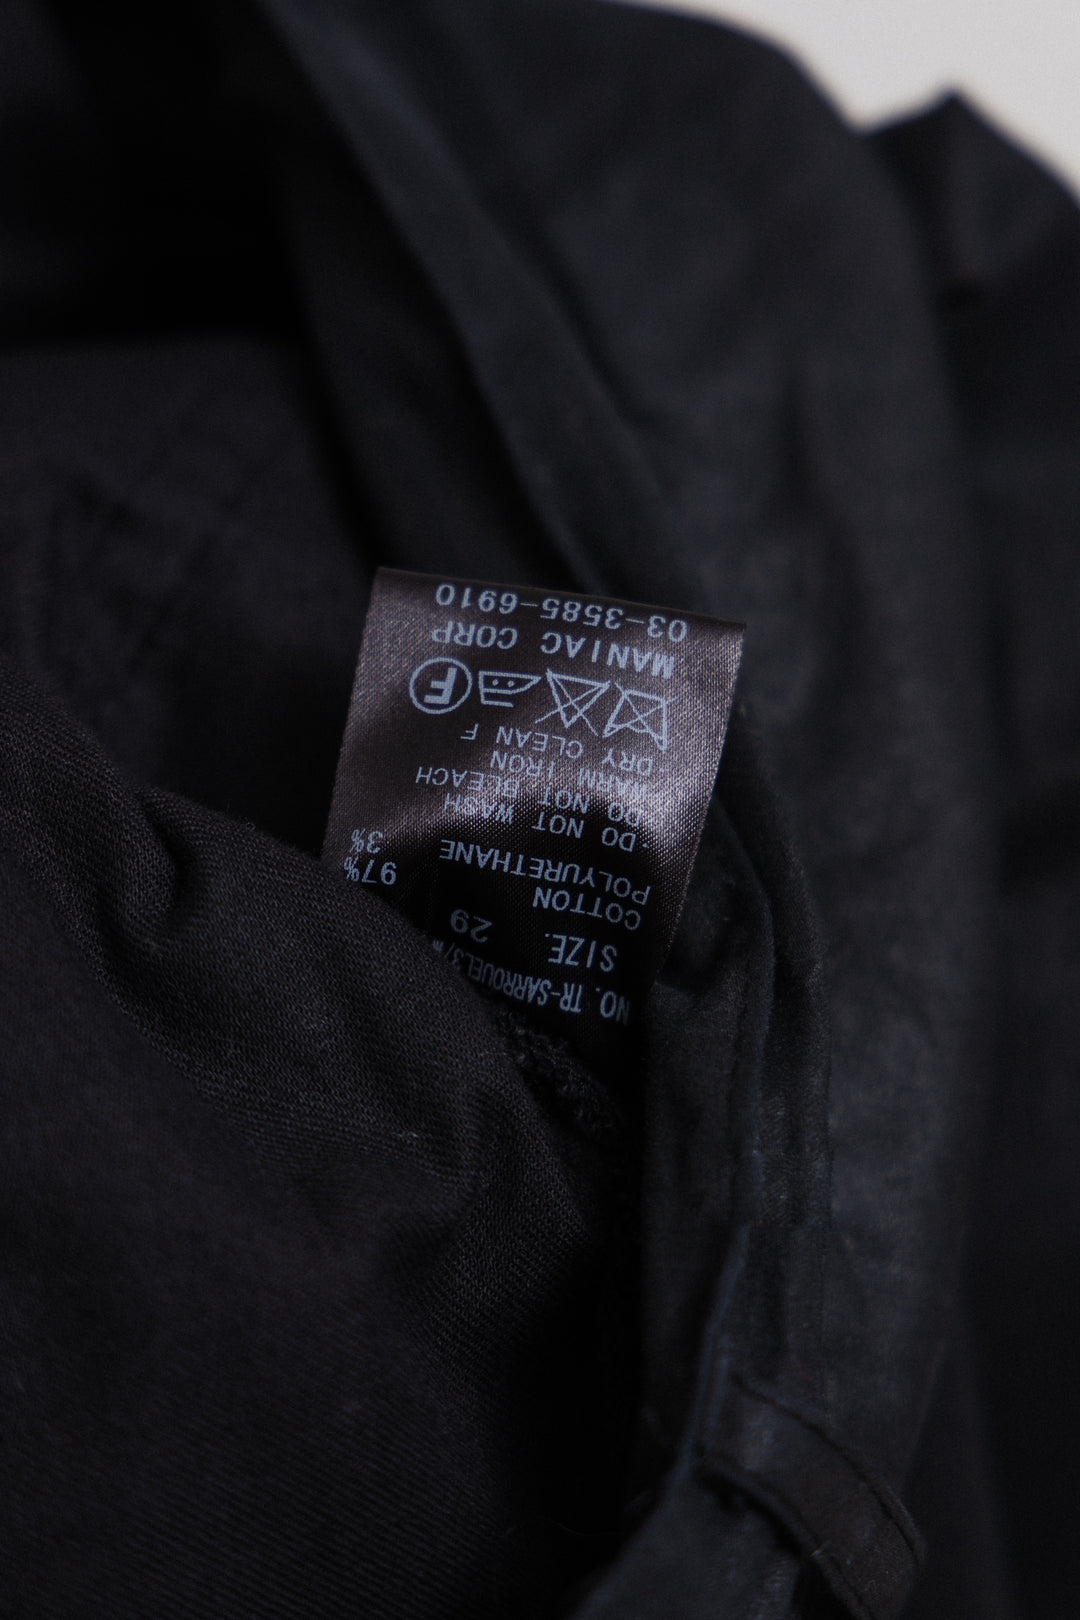 NO. TR-SARROUEL3/W
SIZE. 29
COTTON 97%
POLYURETHANE 3%
:DO NOT WASH
:DO NOT BLEACH
:WARM IRON
:DRY CLEAN F
F
MANIAC CORP
03-3585-6910